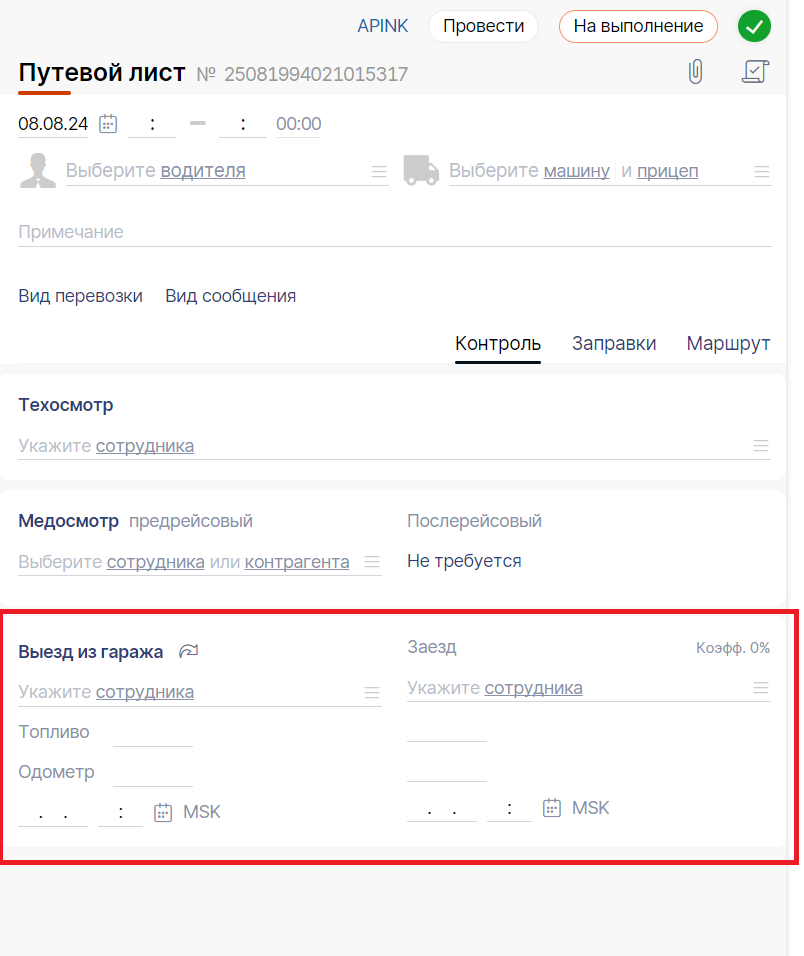 APINK Провести На выполнение
Путевой лист № 25081994021015317
08.08.24 : – : 00:00
Выберите водителя Выберите машину и прицеп
Примечание
Вид перевозки Вид сообщения
Контроль Заправки Маршрут
Техосмотр
Укажите сотрудника
Медосмотр предрейсовый Послерейсовый
Выберите сотрудника или контрагента Не требуется
Выезд из гаража Заезд Коэфф. 0%
Укажите сотрудника Укажите сотрудника
Топливо
Одометр
. . : MSK . . : MSK